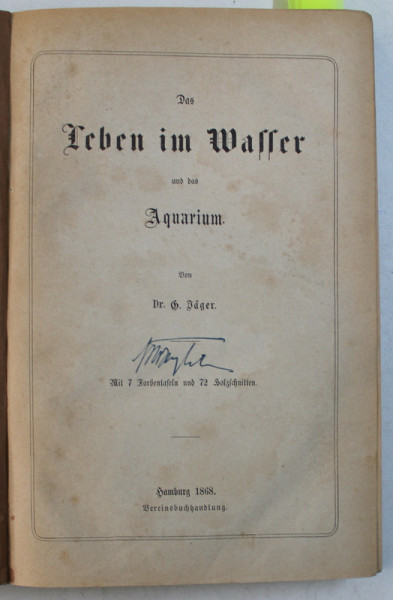 Das
Leben im Wasser
und das
Aquarium.
Von
Dr. G. Jäger.
Mit 7 Farbentafeln und 72 Holzschnitten.
Hamburg 1868.
Vereinsbuchhandlung.